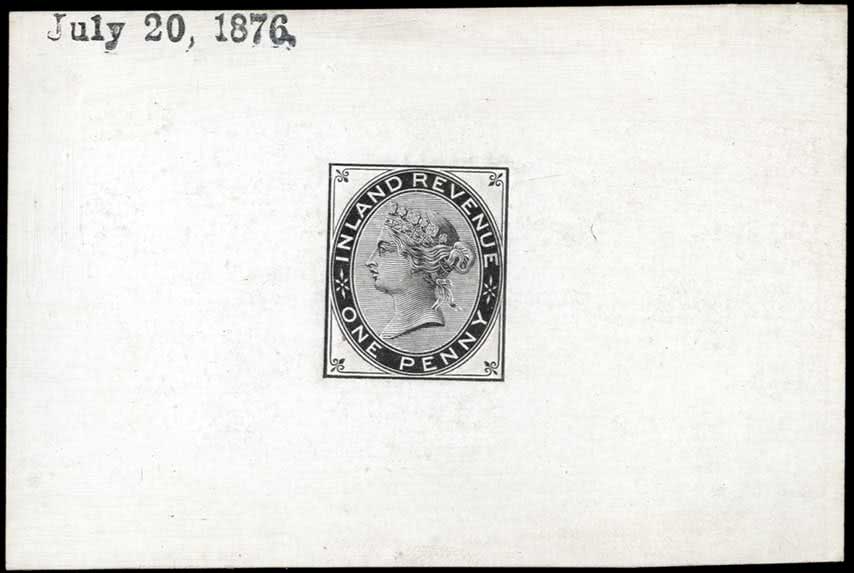 July 20, 1876.
INLAND REVENUE
ONE PENNY